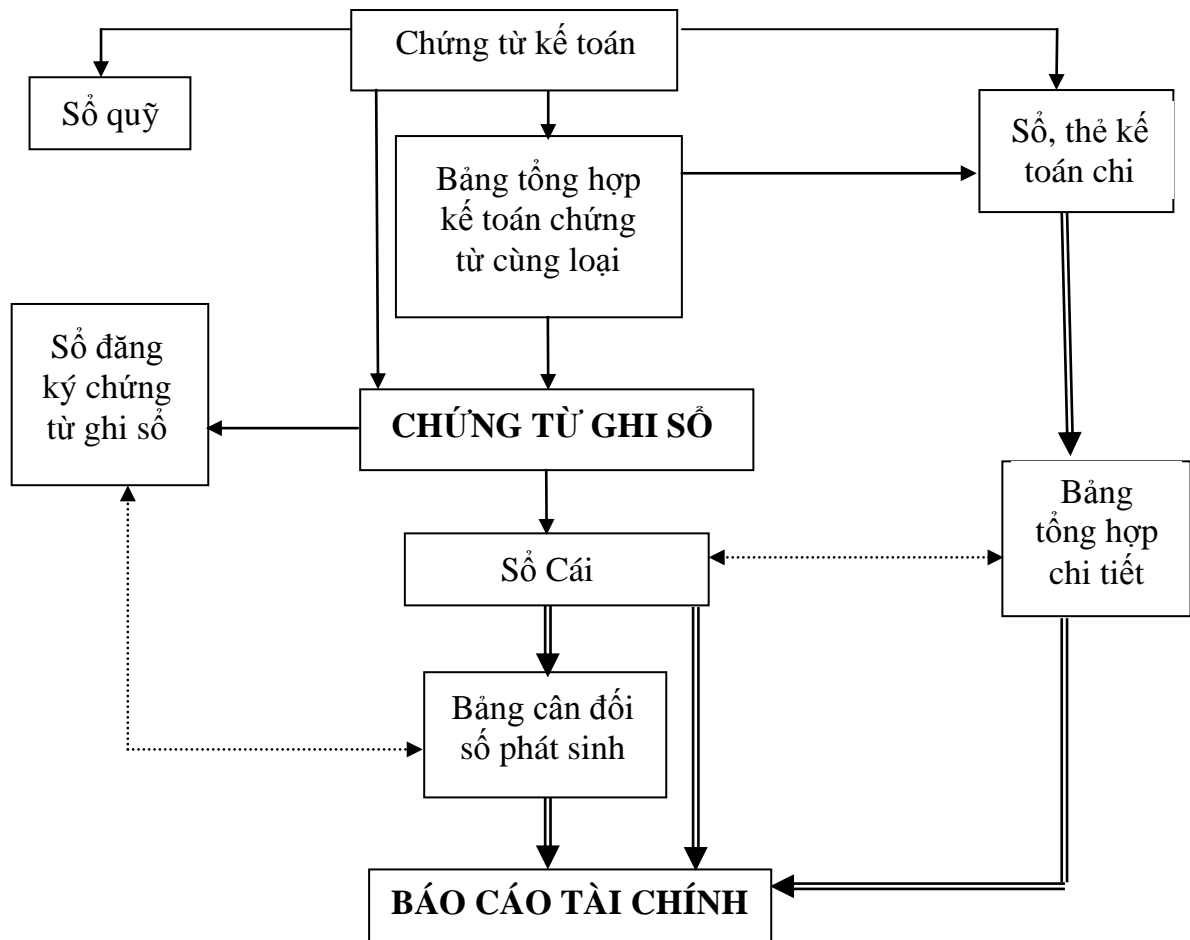 Chứng từ kế toán
Sổ quỹ
Sổ, thẻ kế
toán chi
Bảng tổng hợp
kế toán chứng
từ cùng loại
Sổ đăng
ký chứng
từ ghi sổ
CHỨNG TỪ GHI SỔ
Bảng
tổng hợp
chi tiết
Sổ Cái
Bảng cân đối
số phát sinh
BÁO CÁO TÀI CHÍNH